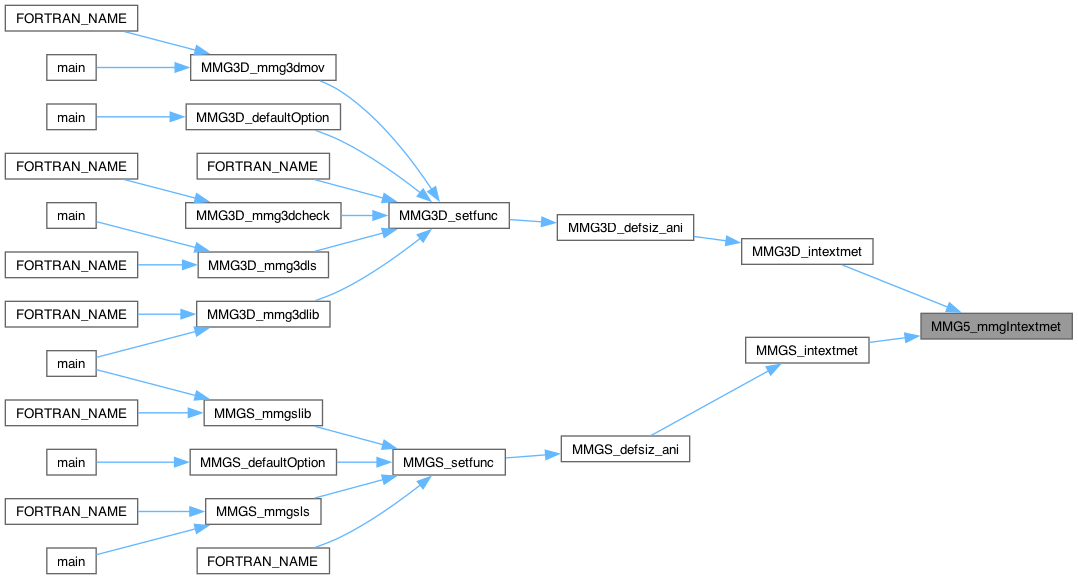 FORTRAN_NAME
main
MMG3D_mmg3dmov
main
MMG3D_defaultOption
FORTRAN_NAME
FORTRAN_NAME
MMG3D_mmg3dcheck
MMG3D_setfunc
main
MMG3D_defsiz_ani
MMG3D_intextmet
FORTRAN_NAME
MMG3D_mmg3dls
FORTRAN_NAME
MMG3D_mmg3dlib
MMG5_mmgIntextmet
main
MMGS_intextmet
FORTRAN_NAME
MMGS_mmgslib
MMGS_defsiz_ani
main
MMGS_defaultOption
MMGS_setfunc
FORTRAN_NAME
MMGS_mmgsls
main
FORTRAN_NAME